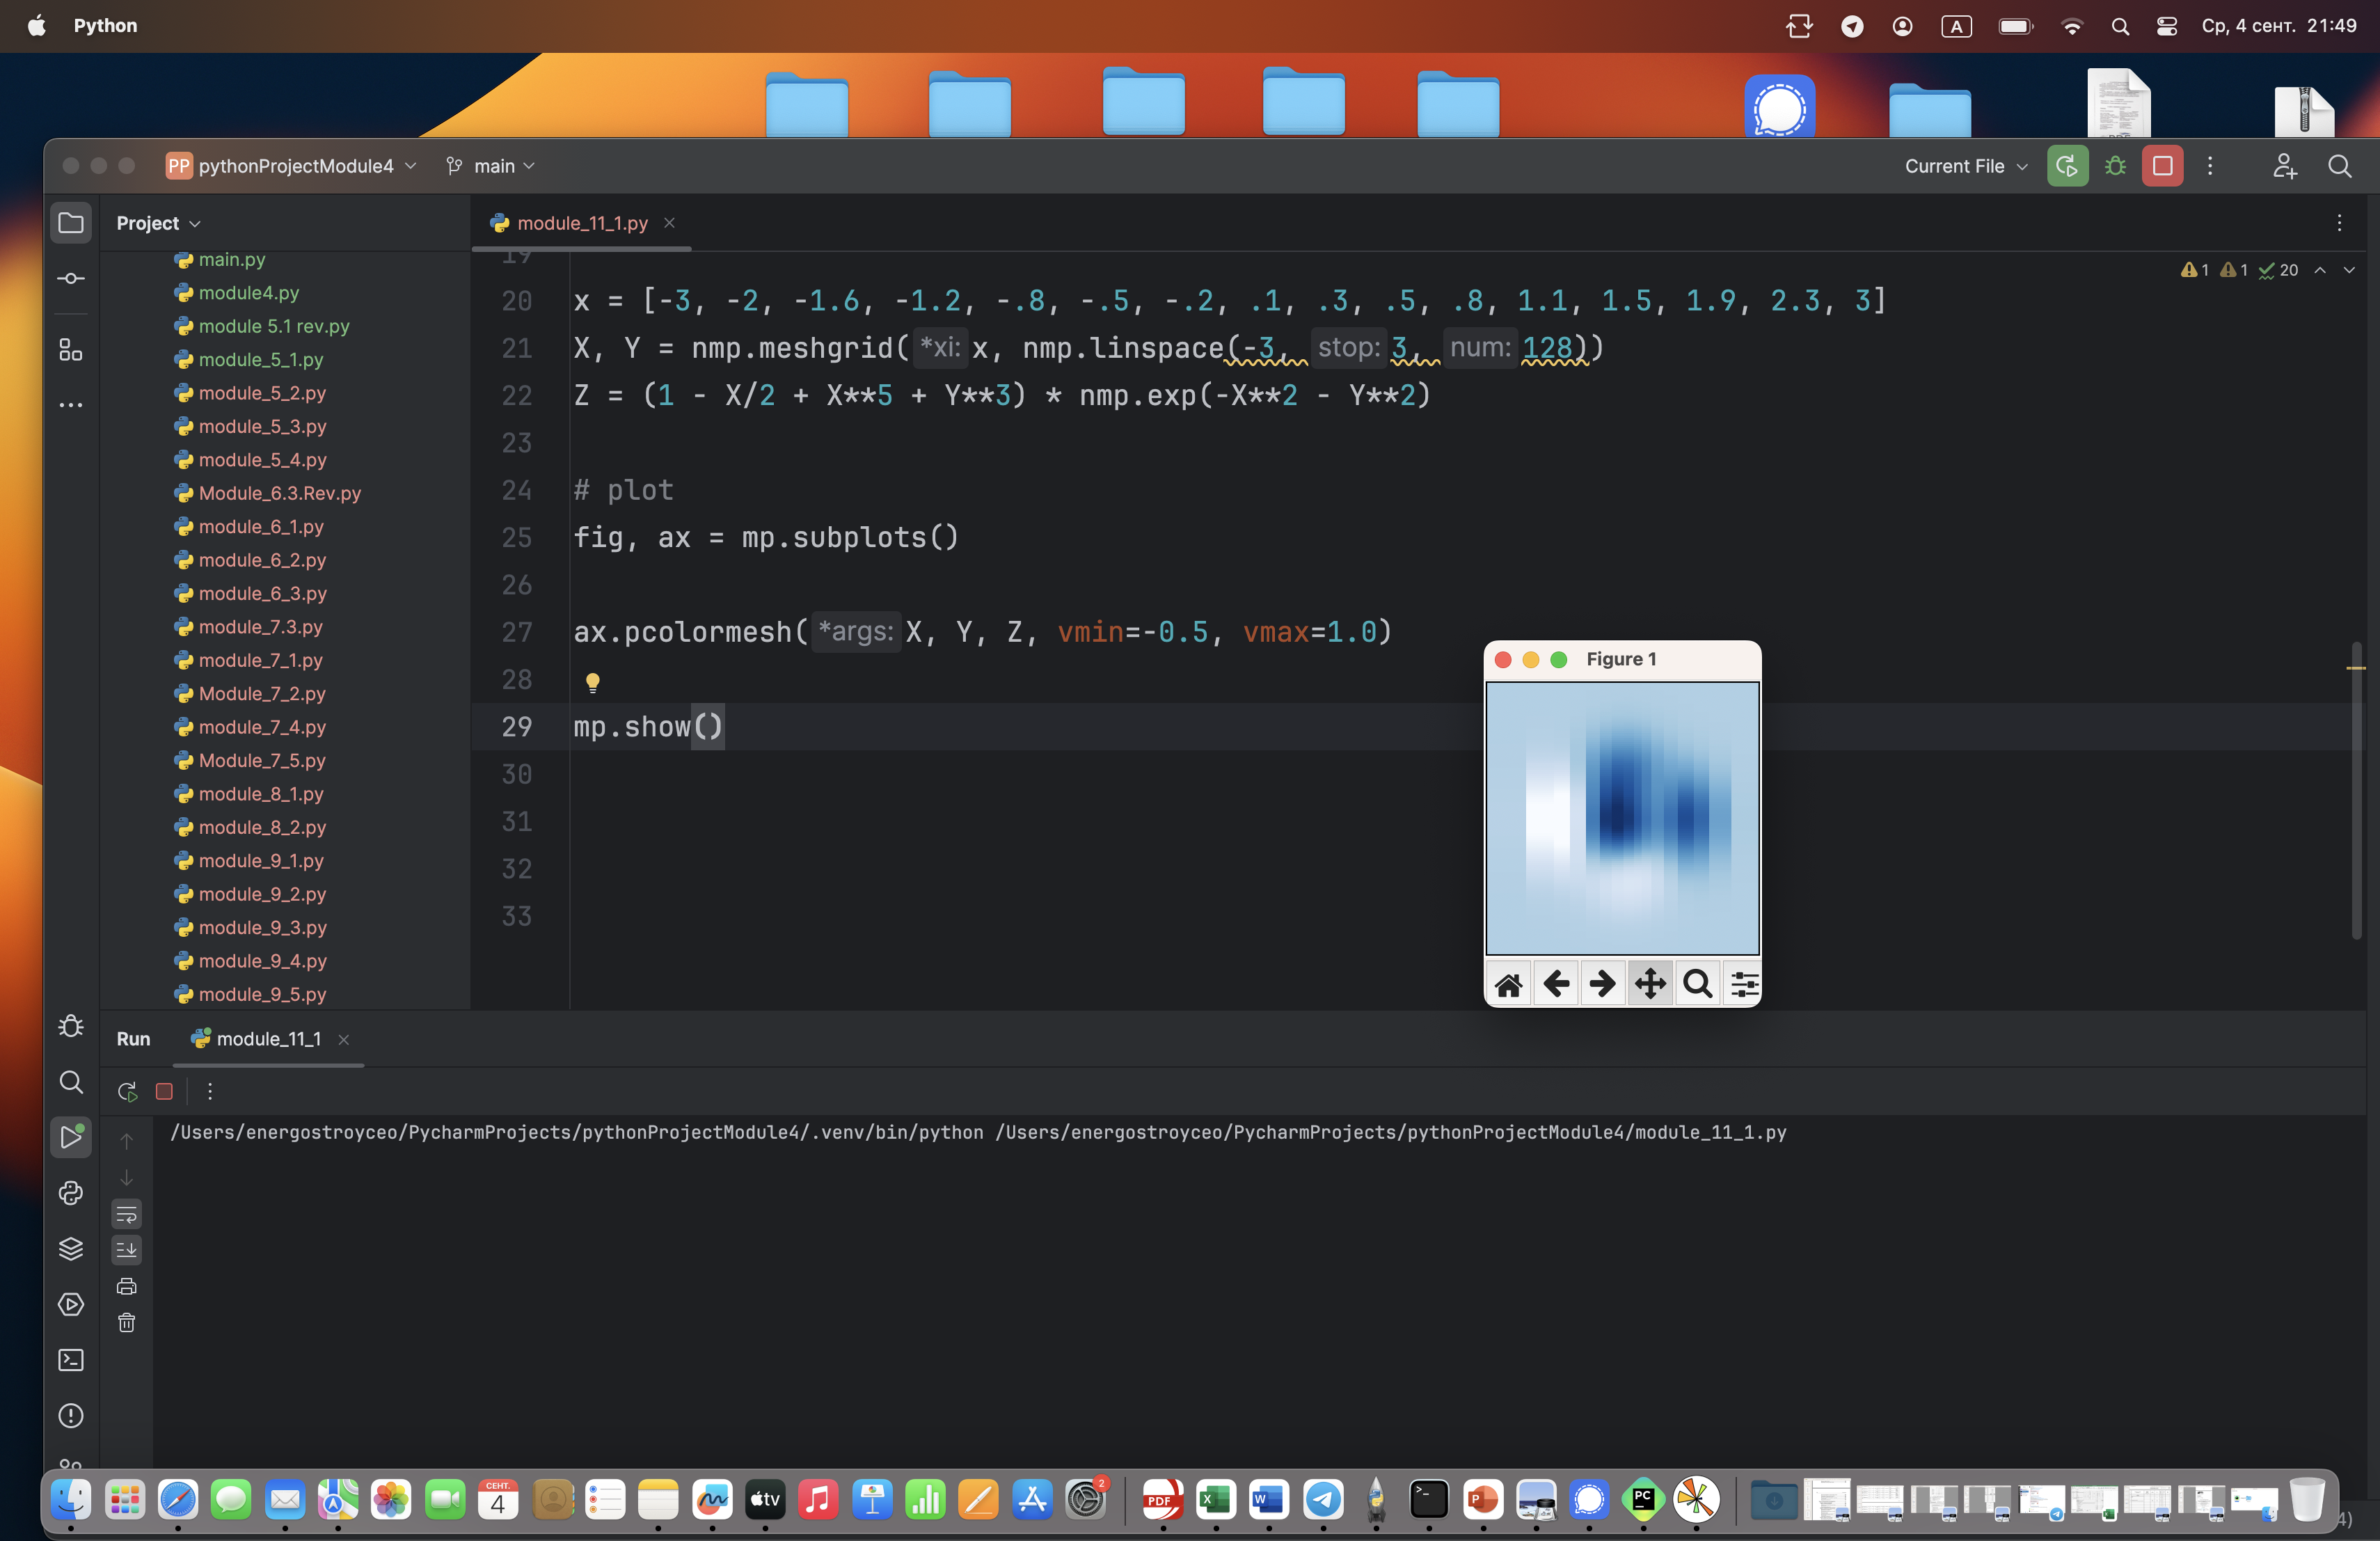 Python
A
Ср, 4 сент. 21:49
PP pythonProjectModule4
main
Current File
Project
module_11_1.py
main.py
module4.py
module 5.1 rev.py
module_5_1.py
module_5_2.py
module_5_3.py
module_5_4.py
Module_6.3.Rev.py
module_6_1.py
module_6_2.py
module_6_3.py
module_7.3.py
module_7_1.py
Module_7_2.py
module_7_4.py
Module_7_5.py
module_8_1.py
module_8_2.py
module_9_1.py
module_9_2.py
module_9_3.py
module_9_4.py
module_9_5.py
1 1 20
19
20 x = [-3, -2, -1.6, -1.2, -.8, -.5, -.2, .1, .3, .5, .8, 1.1, 1.5, 1.9, 2.3, 3]
21 X, Y = nmp.meshgrid( *xi: x, nmp.linspace(-3, stop: 3, num: 128))
22 Z = (1 - X/2 + X**5 + Y**3) * nmp.exp(-X**2 - Y**2)
23
24 # plot
25 fig, ax = mp.subplots()
26
27 ax.pcolormesh( *args: X, Y, Z, vmin=-0.5, vmax=1.0)
28
29 mp.show()
30
31
32
33
Figure 1
Run
module_11_1
/Users/energostroyceo/PycharmProjects/pythonProjectModule4/.venv/bin/python /Users/energostroyceo/PycharmProjects/pythonProjectModule4/module_11_1.py
СЕНТ.
4
tv
2
PDF
X
W
>_
P
PC
4)